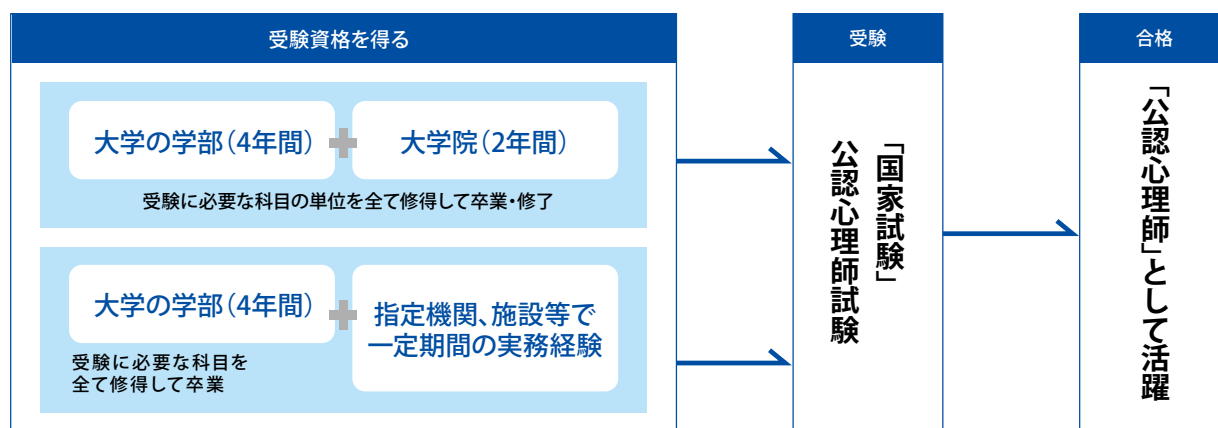 受験資格を得る
大学の学部（4年間）
大学院（2年間）
受験に必要な科目の単位を全て修得して卒業・修了
大学の学部（4年間）
受験に必要な科目を
全て修得して卒業
指定機関、施設等で
一定期間の実務経験
受験
「国家試験」
公認心理師試験
合格
「公認心理師」として活躍